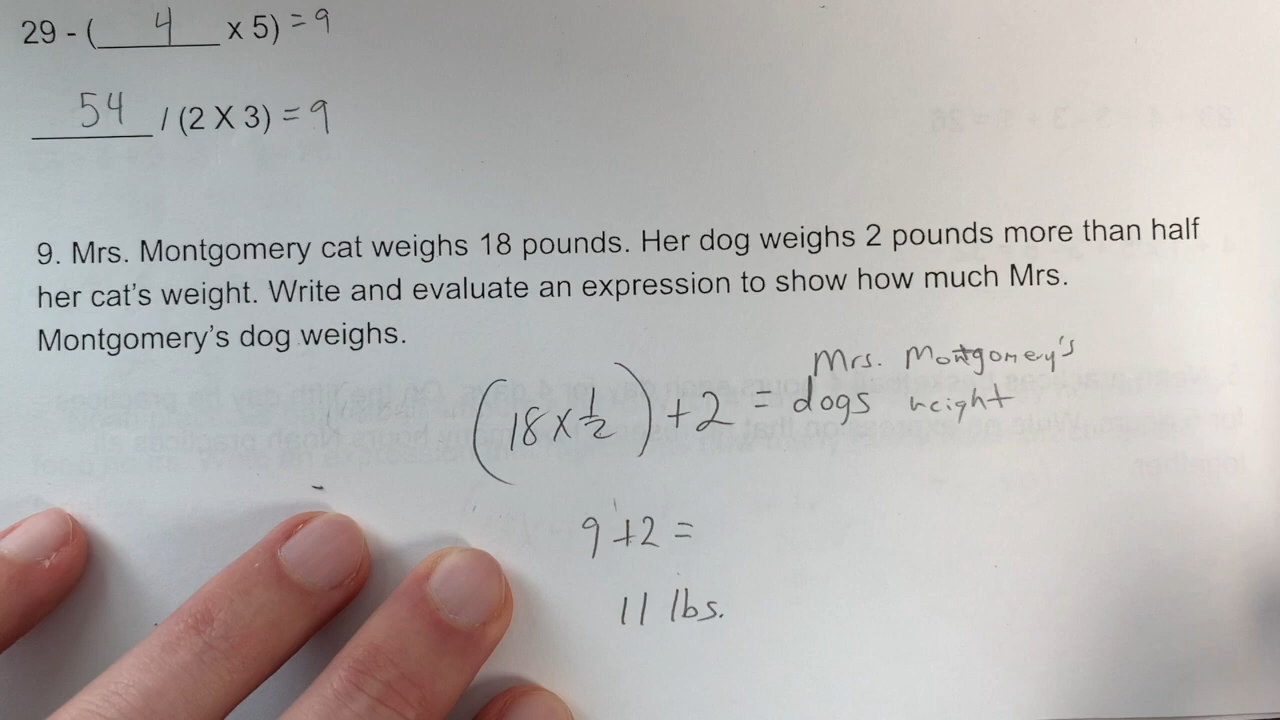 29 - ( 4 x 5) = 9
54 / (2 X 3) = 9
9. Mrs. Montgomery cat weighs 18 pounds. Her dog weighs 2 pounds more than half
her cat's weight. Write and evaluate an expression to show how much Mrs.
Montgomery's dog weighs.
Mrs. Montgomery's
(18 x 1/2) + 2 = dogs weight
9 + 2 =
11 lbs.